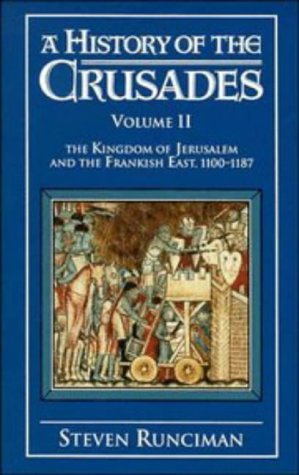 A HISTORY OF THE
CRUSADES
VOLUME II
THE KINGDOM OF JERUSALEM
AND THE FRANKISH EAST, 1100-1187
STEVEN RUNCIMAN